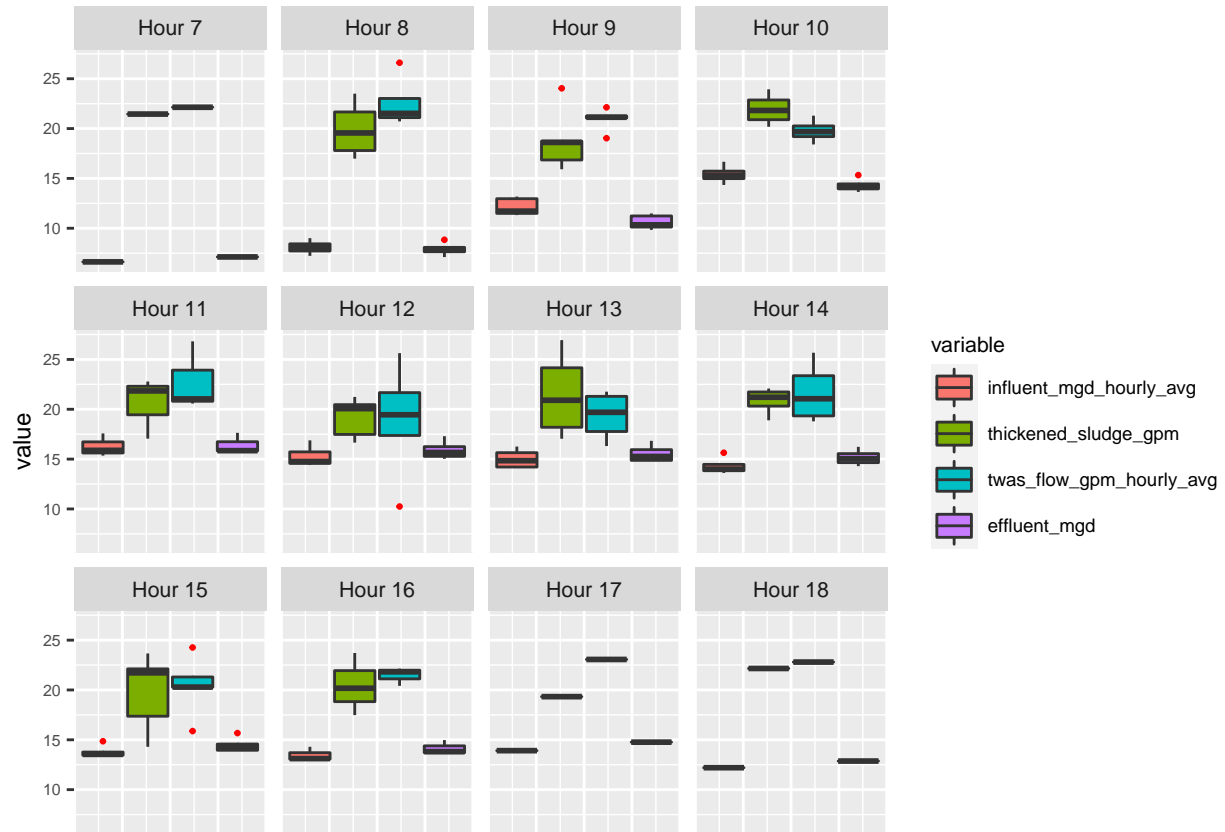 Hour 7
Hour 8
Hour 9
Hour 10
25
20
15
10
Hour 11
Hour 12
Hour 13
Hour 14
25
20
15
10
Hour 15
Hour 16
Hour 17
Hour 18
25
20
15
10
value
variable
influent_mgd_hourly_avg
thickened_sludge_gpm
twas_flow_gpm_hourly_avg
effluent_mgd